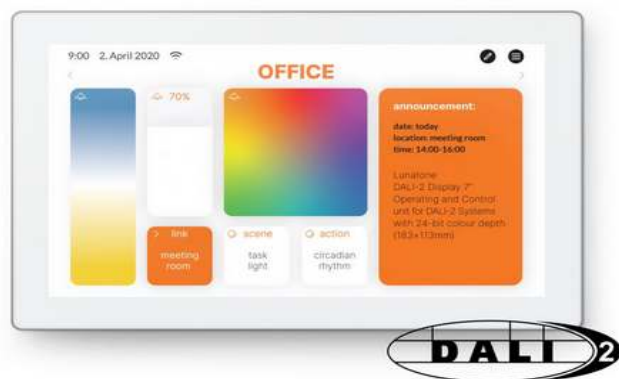 9:00 2. April 2020
OFFICE
70%
announcement:
date: today
location: meeting room
time: 14:00-16:00
Lunatone
DALI-2 Display 7"
Operating and Control
unit for DALI-2 Systems
with 24-bit colour depth
(183×113mm)
> link
meeting
room
scene
task
light
action
circadian
rhythm
DALI 2